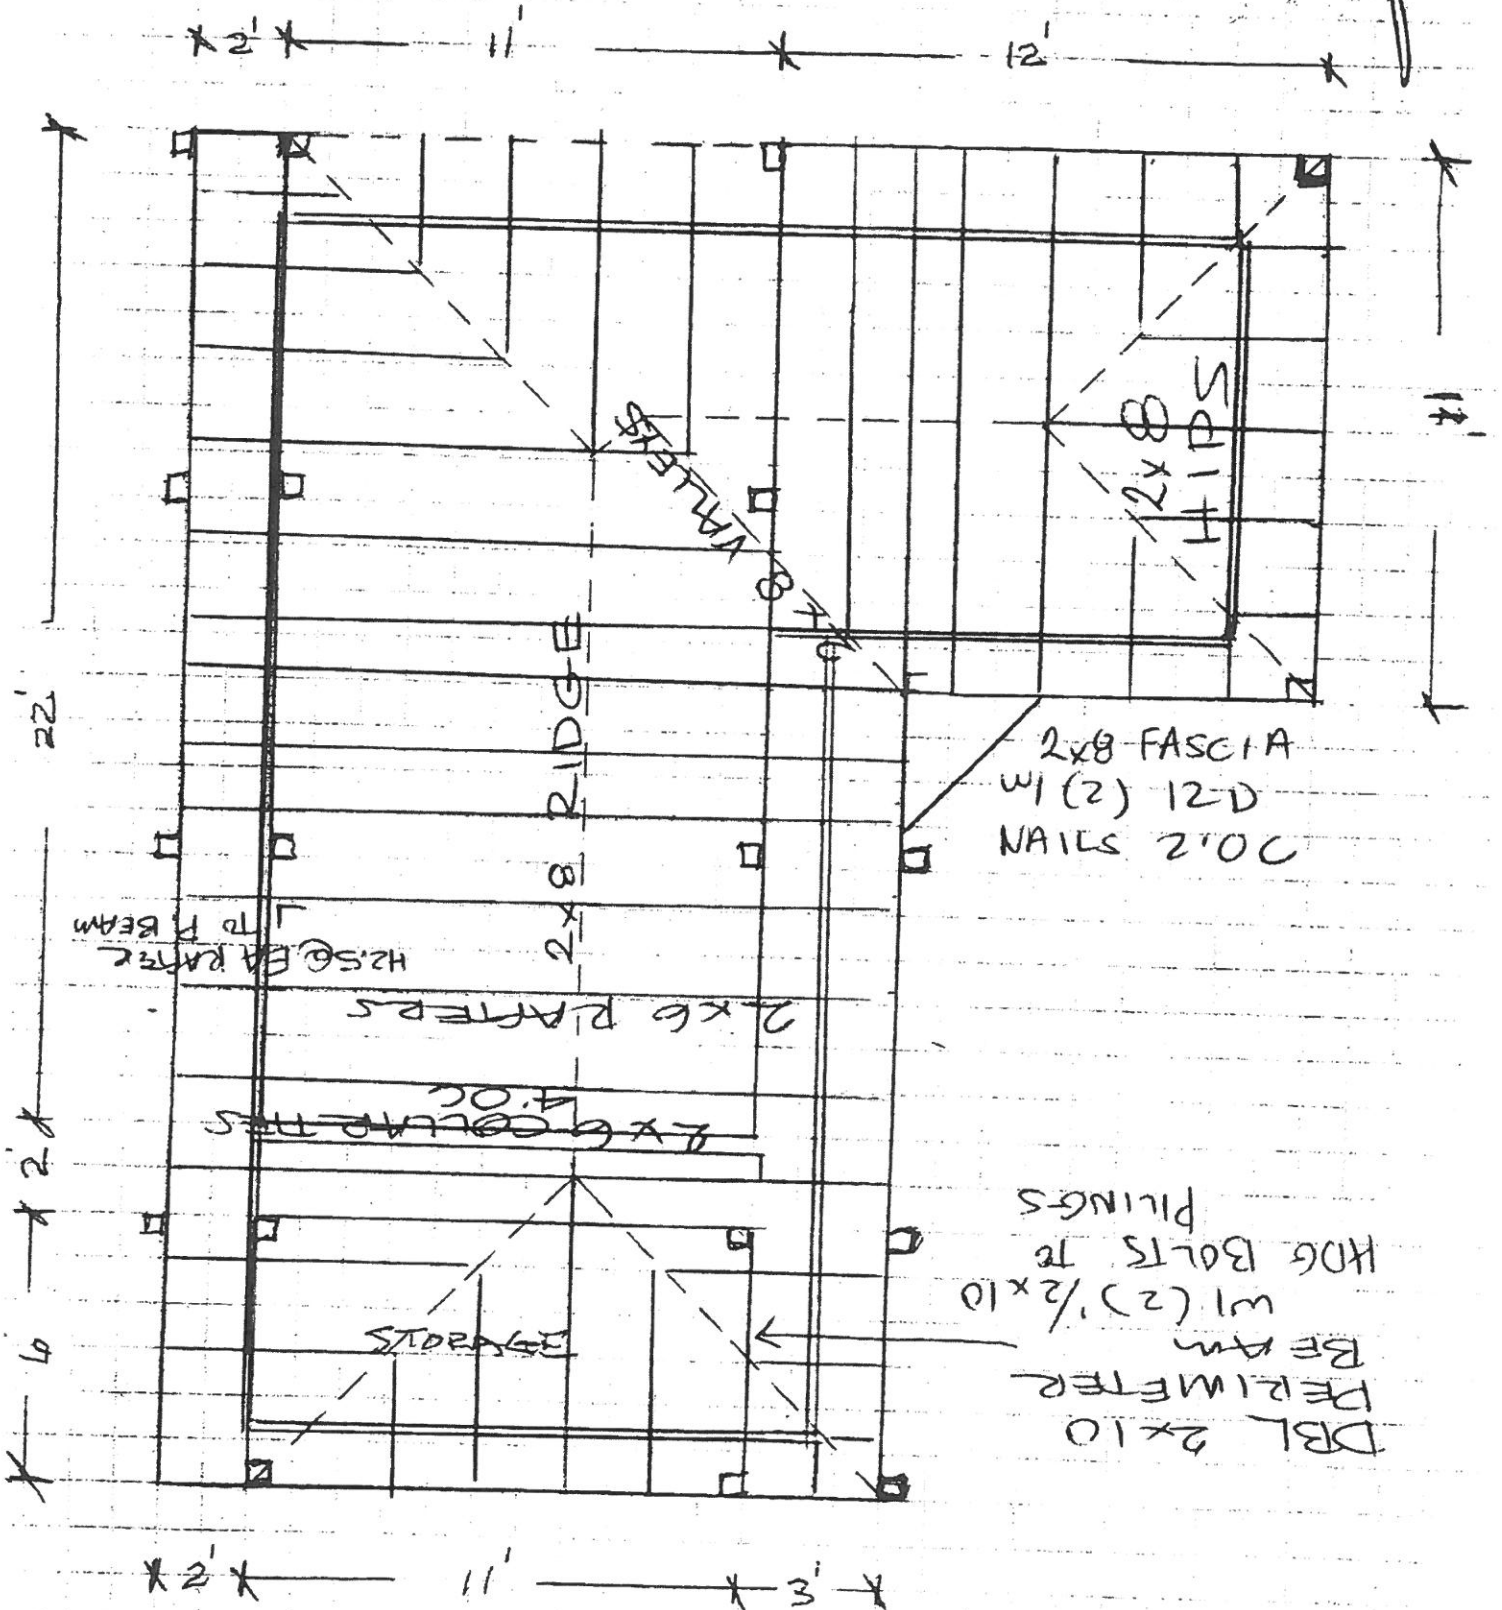 2'
11'
12'
22'
2x8
HIPS
2x8 VALLEYS
2x8 RIDGE
2x8 FASCIA
w/ (2) 12-D
NAILS 2'OC
H2.5@ EA RAFTER
TO P BEAM
2x6 RAFTERS
2x6 COLLAR TIES
4'OC
2'
6
DBL 2x10
PERIMETER
BEAM
w/ (2) 1/2x10
HDG BOLTS TO
PILINGS
2'
11'
3'